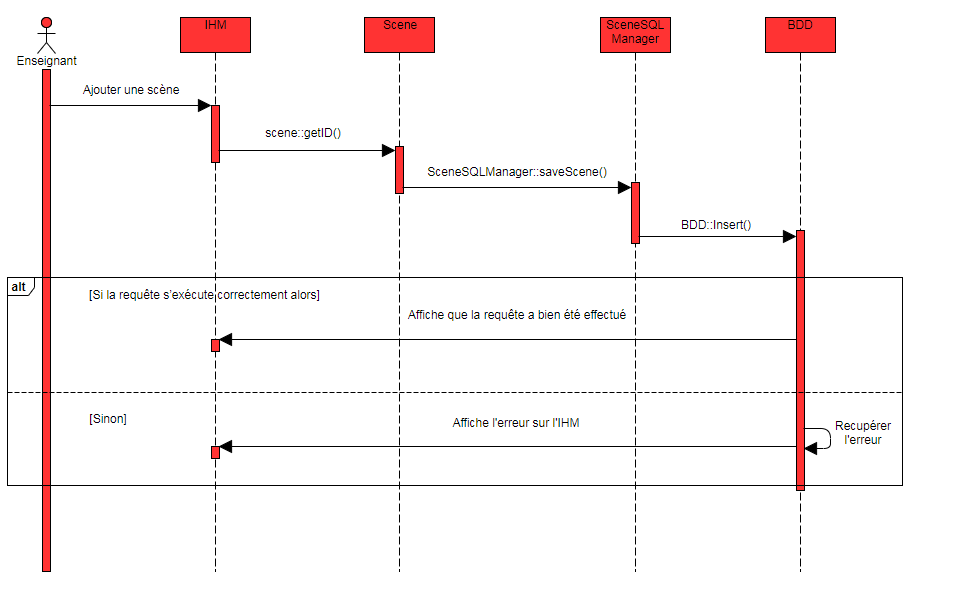 IHM
Scene
SceneSQL
Manager
BDD
Enseignant
Ajouter une scène
scene::getID()
SceneSQLManager::saveScene()
BDD::Insert()
alt
[Si la requête s'exécute correctement alors]
Affiche que la requête a bien été effectué
[Sinon]
Affiche l'erreur sur l'IHM
Recupérer
l'erreur